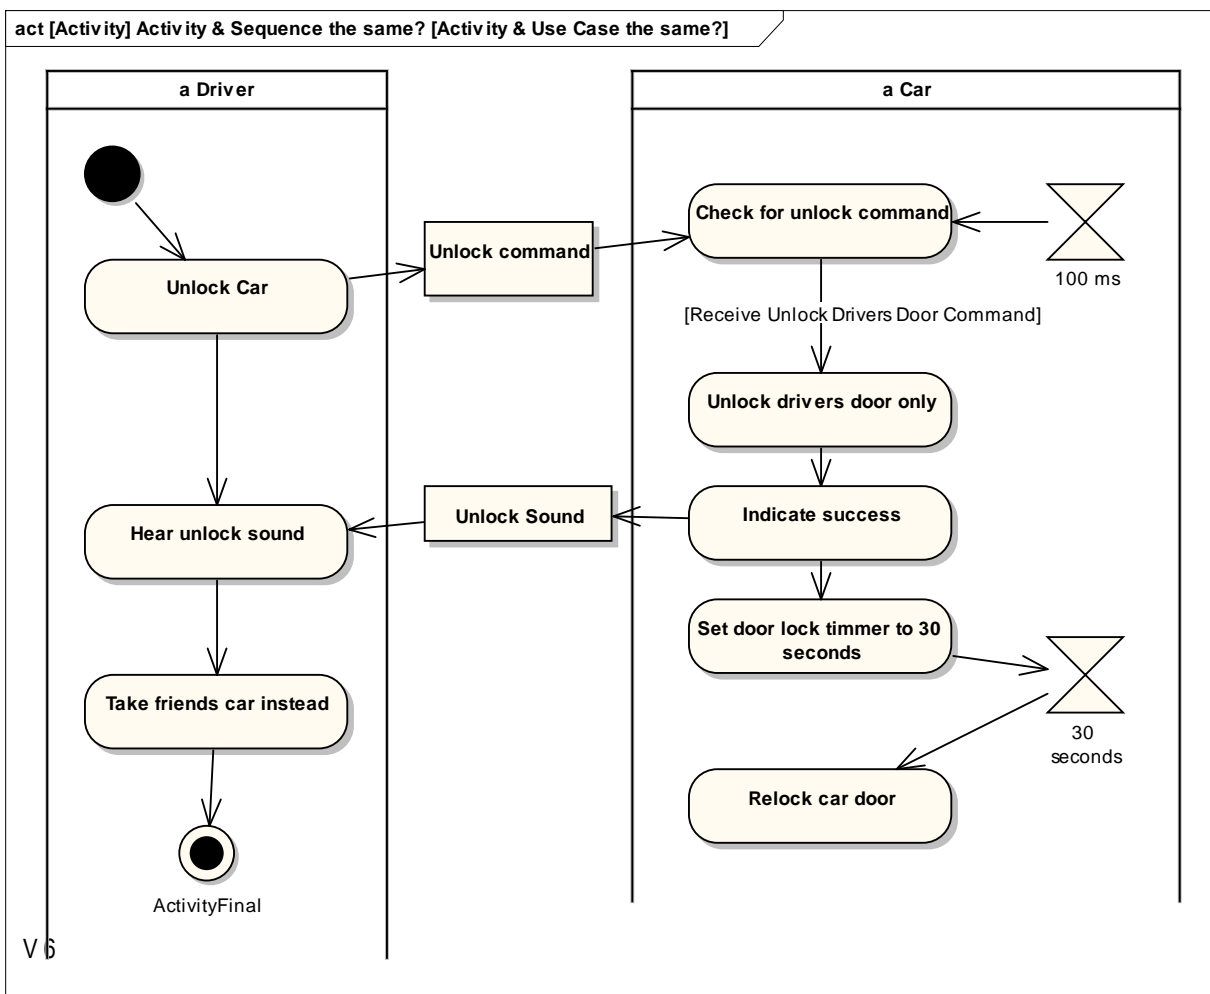 act [Activity] Activity & Sequence the same? [Activity & Use Case the same?]
a Driver
a Car
Check for unlock command
Unlock command
100 ms
Unlock Car
[Receive Unlock Drivers Door Command]
Unlock drivers door only
Unlock Sound
Indicate success
Hear unlock sound
Set door lock timmer to 30
seconds
Take friends car instead
30
seconds
Relock car door
ActivityFinal
V 6